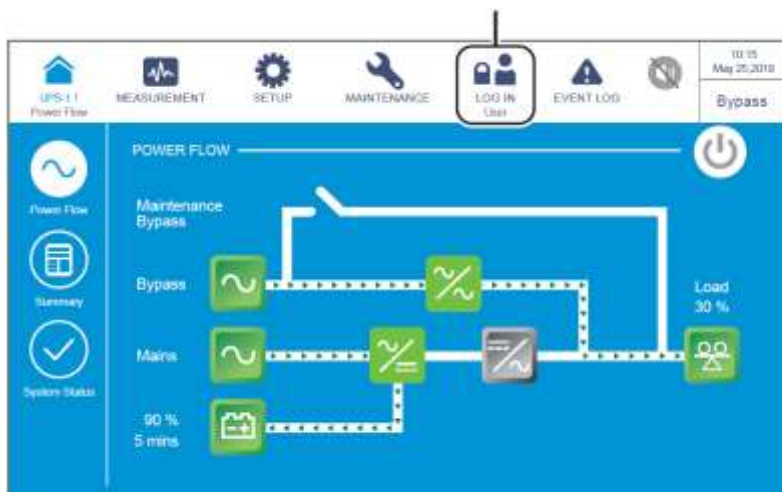 10:15
May 25,2019
UPS-1.1
Power Flow
MEASUREMENT
SETUP
MAINTENANCE
LOG IN
User
EVENT LOG
Bypass
POWER FLOW
Power Flow
Maintenance
Bypass
Bypass
Load
30 %
Summary
Mains
System Status
90 %
5 mins